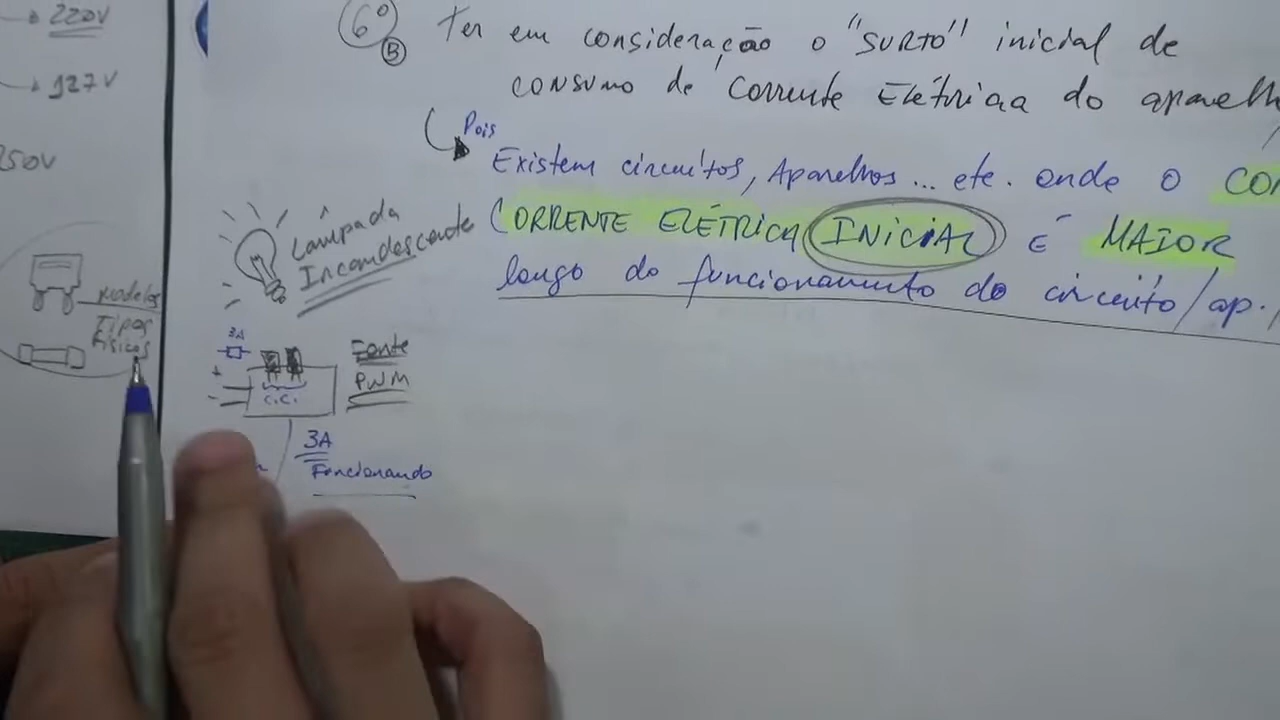 220V
127V
250V
modelos
Tipos
Físicos
6º
B
Ter em consideração o "SURTO" inicial de
CONSUMO de Corrente Elétrica do aparelh
Pois
Existem circuitos, Aparelhos... etc. onde o CON
CORRENTE ELÉTRICA INICIAL É MAIOR
longo do funcionamento do circuito/ap.
Lâmpada
Incandescente
3A
+
-
C.C.
Fonte
PWM
3A
Funcionando